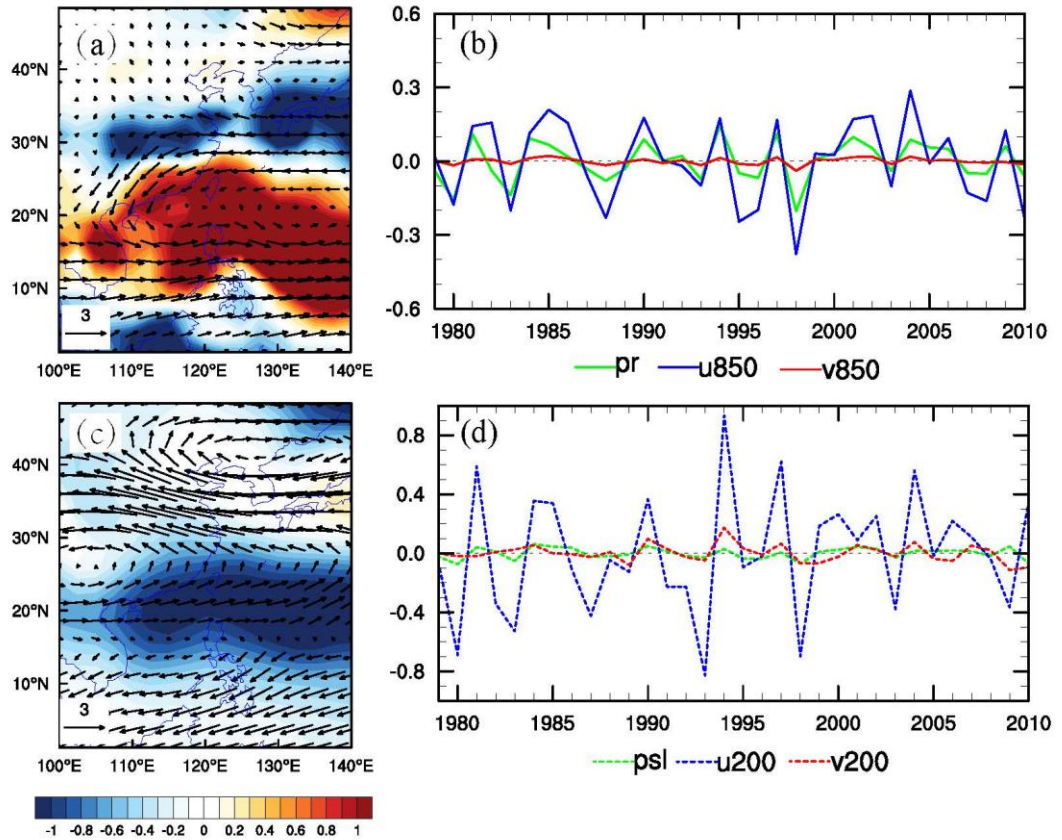 (a)
40°N
30°N
20°N
10°N
3
100°E 110°E 120°E 130°E 140°E
(b)
0.6
0.3
0.0
-0.3
-0.6
1980 1985 1990 1995 2000 2005 2010
pr u850 v850
(c)
40°N
30°N
20°N
10°N
3
100°E 110°E 120°E 130°E 140°E
-1 -0.8 -0.6 -0.4 -0.2 0 0.2 0.4 0.6 0.8 1
(d)
0.8
0.4
0.0
-0.4
-0.8
1980 1985 1990 1995 2000 2005 2010
psl u200 v200